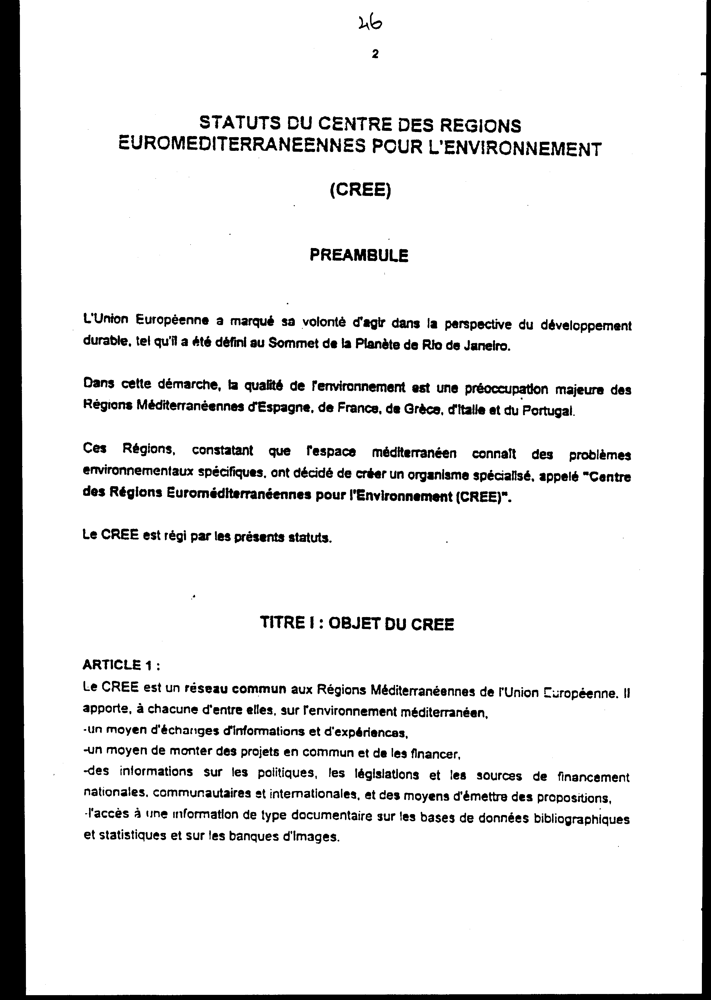 26
2
STATUTS DU CENTRE DES REGIONS
EUROMEDITERRANEENNES POUR L'ENVIRONNEMENT
(CREE)
PREAMBULE
L'Union Européenne a marqué sa volonté d'agir dans la perspective du développement
durable, tel qu'il a été défini au Sommet de la Planète de Rio de Janeiro.
Dans cette démarche, la qualité de l'environnement est une préoccupation majeure des
Régions Méditerranéennes d'Espagne, de France, de Grèce, d'Italie et du Portugal.
Ces Régions, constatant que l'espace méditerranéen connaît des problèmes
environnementaux spécifiques, ont décidé de créer un organisme spécialisé, appelé "Centre
des Régions Euroméditerranéennes pour l'Environnement (CREE)".
Le CREE est régi par les présents statuts.
TITRE I : OBJET DU CREE
ARTICLE 1 :
Le CREE est un réseau commun aux Régions Méditerranéennes de l'Union Européenne. Il
apporte, à chacune d'entre elles, sur l'environnement méditerranéen,
-un moyen d'échanges d'informations et d'expériences,
-un moyen de monter des projets en commun et de les financer,
-des informations sur les politiques, les législations et les sources de financement
nationales, communautaires et internationales, et des moyens d'émettre des propositions,
-l'accès à une information de type documentaire sur les bases de données bibliographiques
et statistiques et sur les banques d'images.